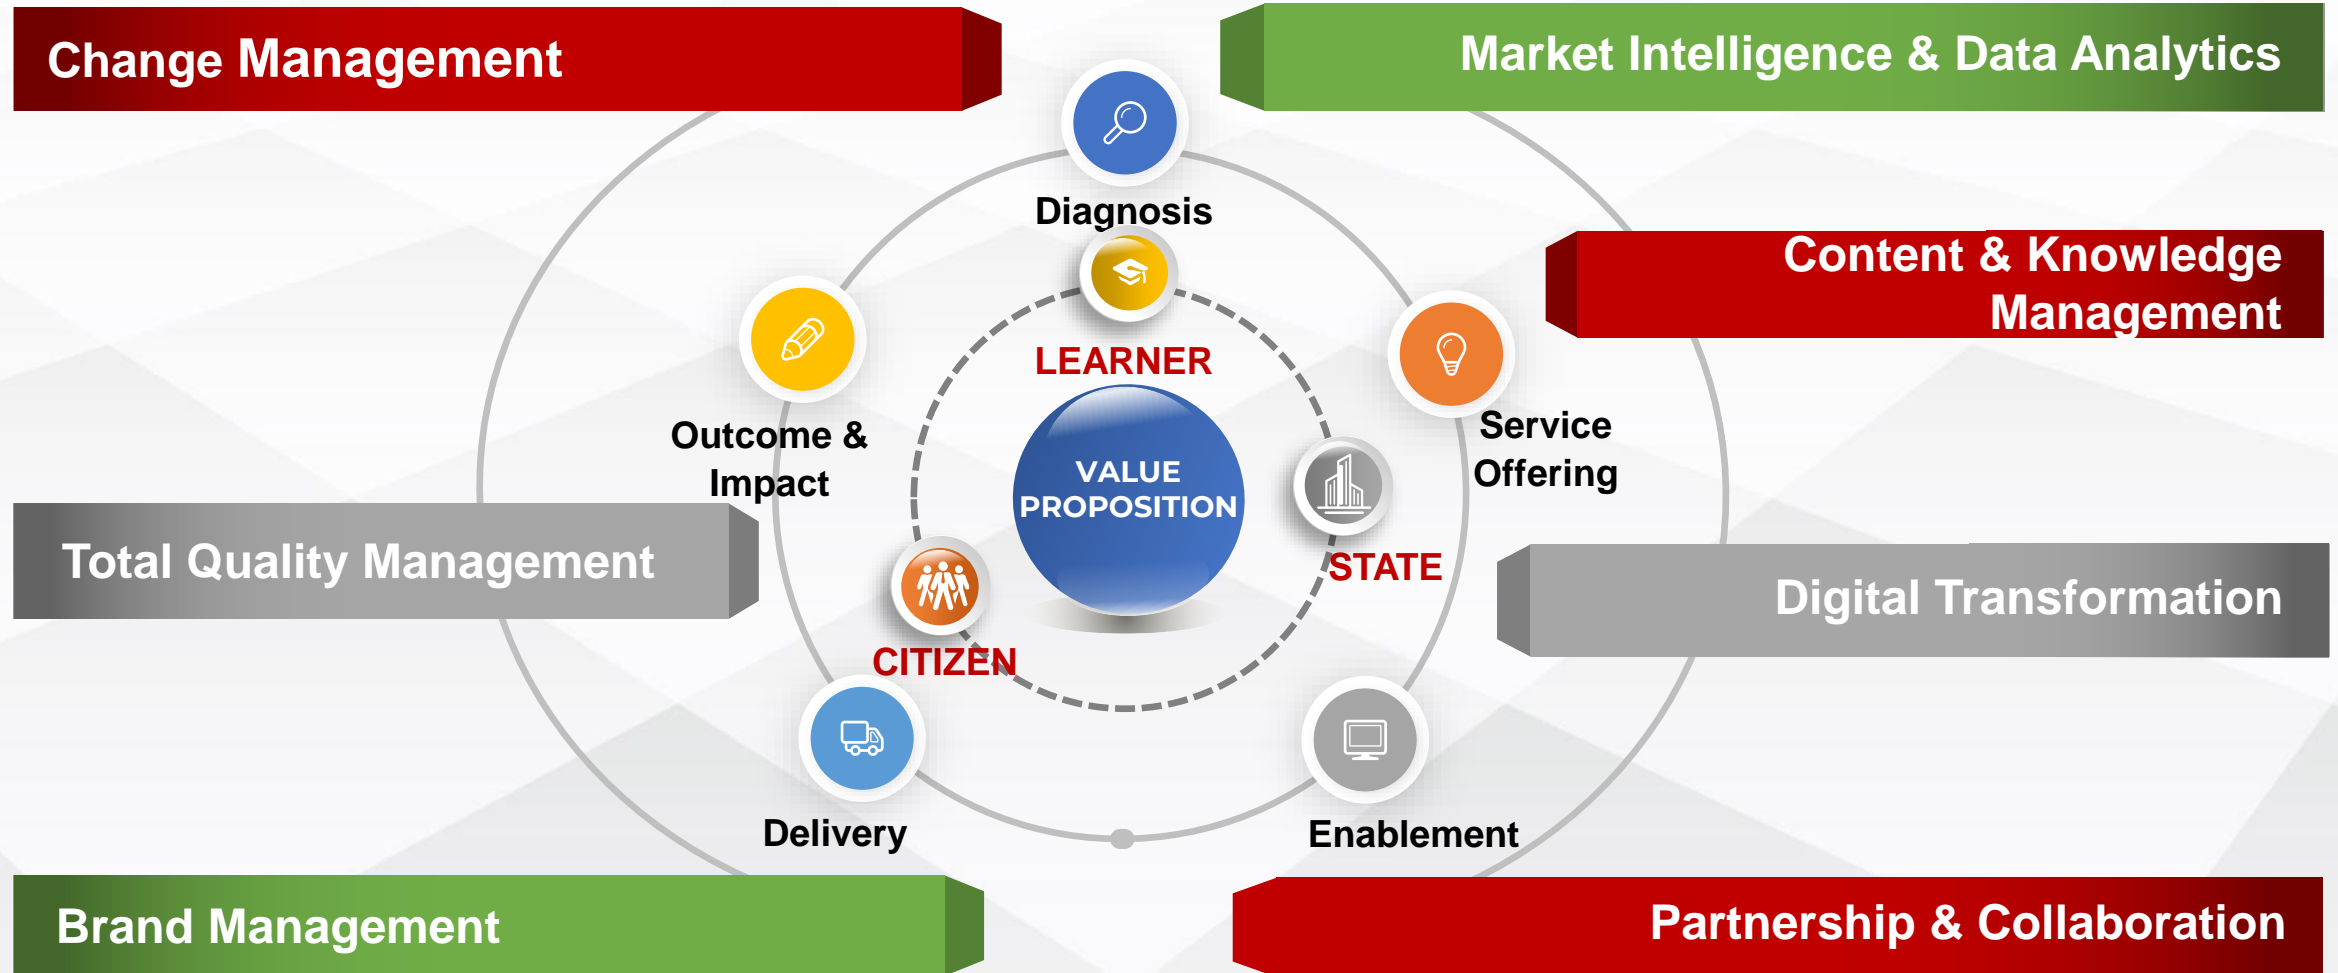 Change Management
Market Intelligence & Data Analytics
Diagnosis
Content & Knowledge
Management
LEARNER
Outcome &
Impact
Service
Offering
VALUE
PROPOSITION
Total Quality Management
STATE
Digital Transformation
CITIZEN
Delivery
Enablement
Brand Management
Partnership & Collaboration